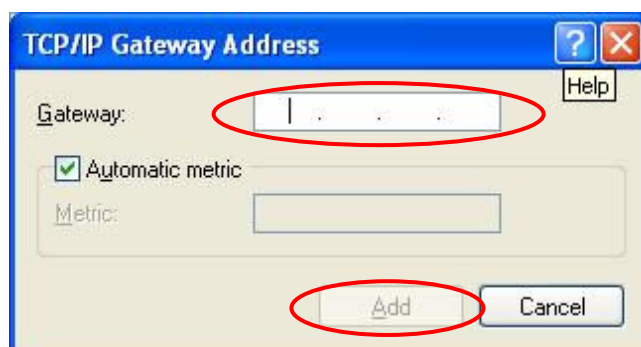 TCP/IP Gateway Address
?
Help
Gateway:
. . .
Automatic metric
Metric:
Add
Cancel